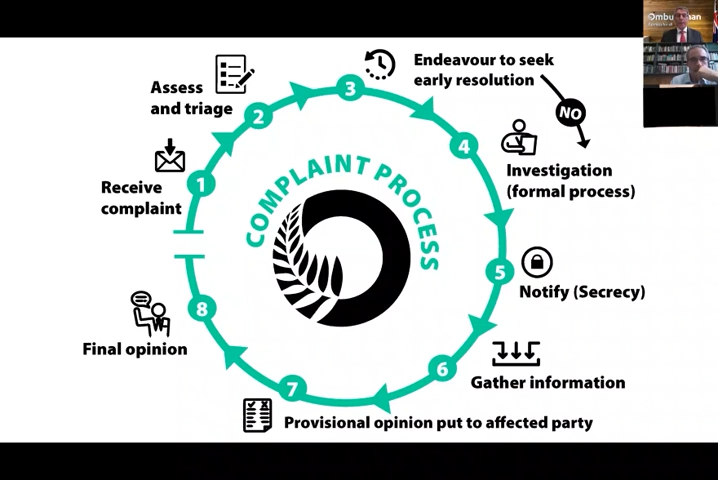 COMPLAINT PROCESS
1
Receive
complaint
2
Assess
and triage
3
Endeavour to seek
early resolution
NO
4
Investigation
(formal process)
5
Notify (Secrecy)
6
Gather information
7
Provisional opinion put to affected party
8
Final opinion